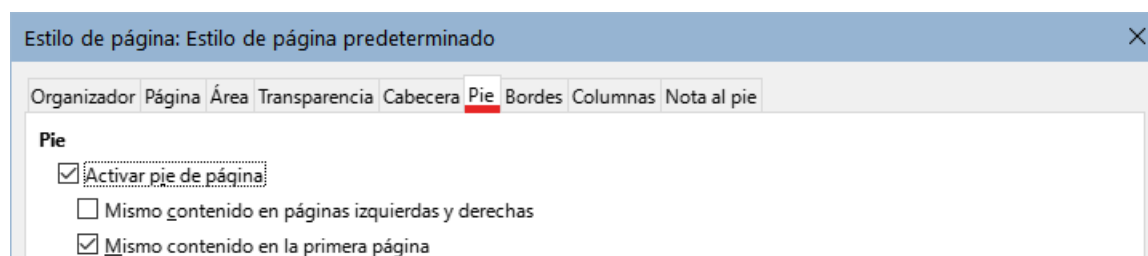 Estilo de página: Estilo de página predeterminado
Organizador Página Área Transparencia Cabecera Pie Bordes Columnas Nota al pie
Pie
Activar pie de página
Mismo contenido en páginas izquierdas y derechas
Mismo contenido en la primera página